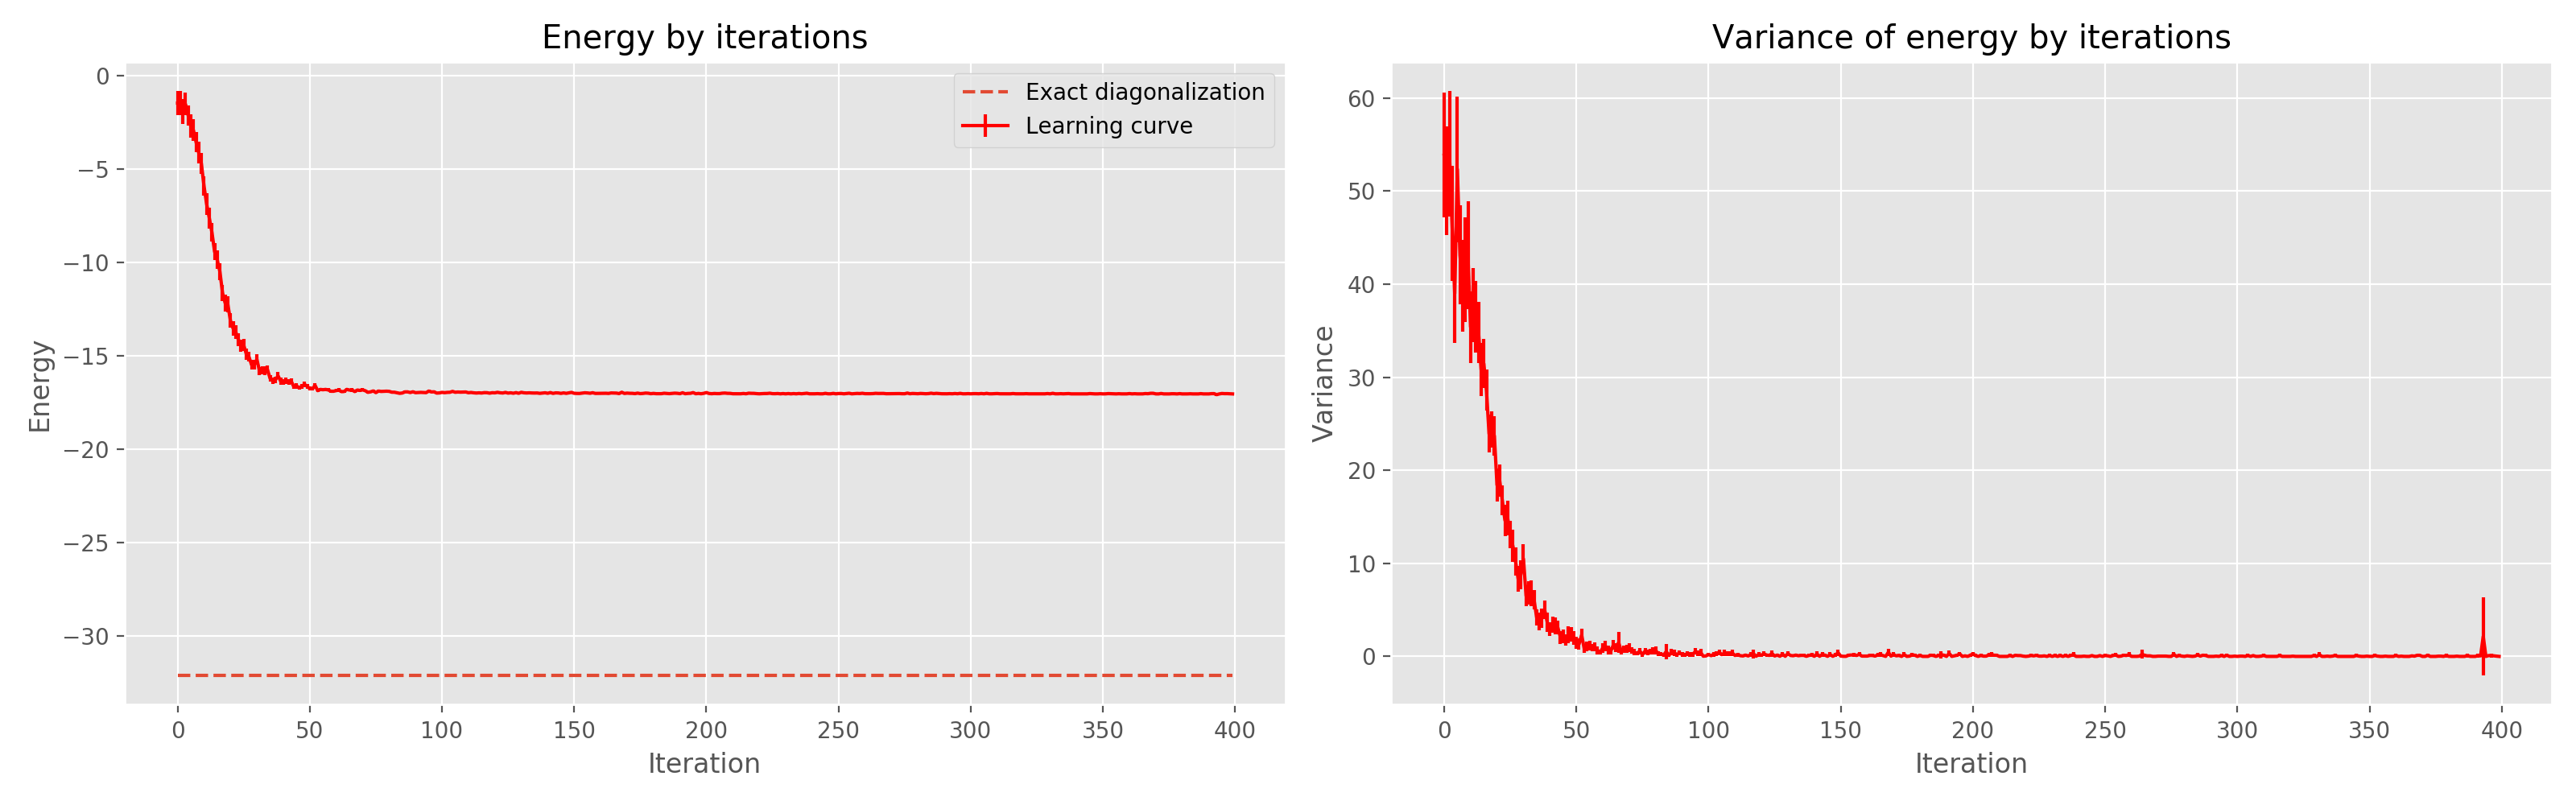 Energy by iterations
Exact diagonalization
Learning curve
0
−5
−10
−15
−20
−25
−30
Energy
0 50 100 150 200 250 300 350 400
Iteration
Variance of energy by iterations
60
50
40
30
20
10
0
Variance
0 50 100 150 200 250 300 350 400
Iteration